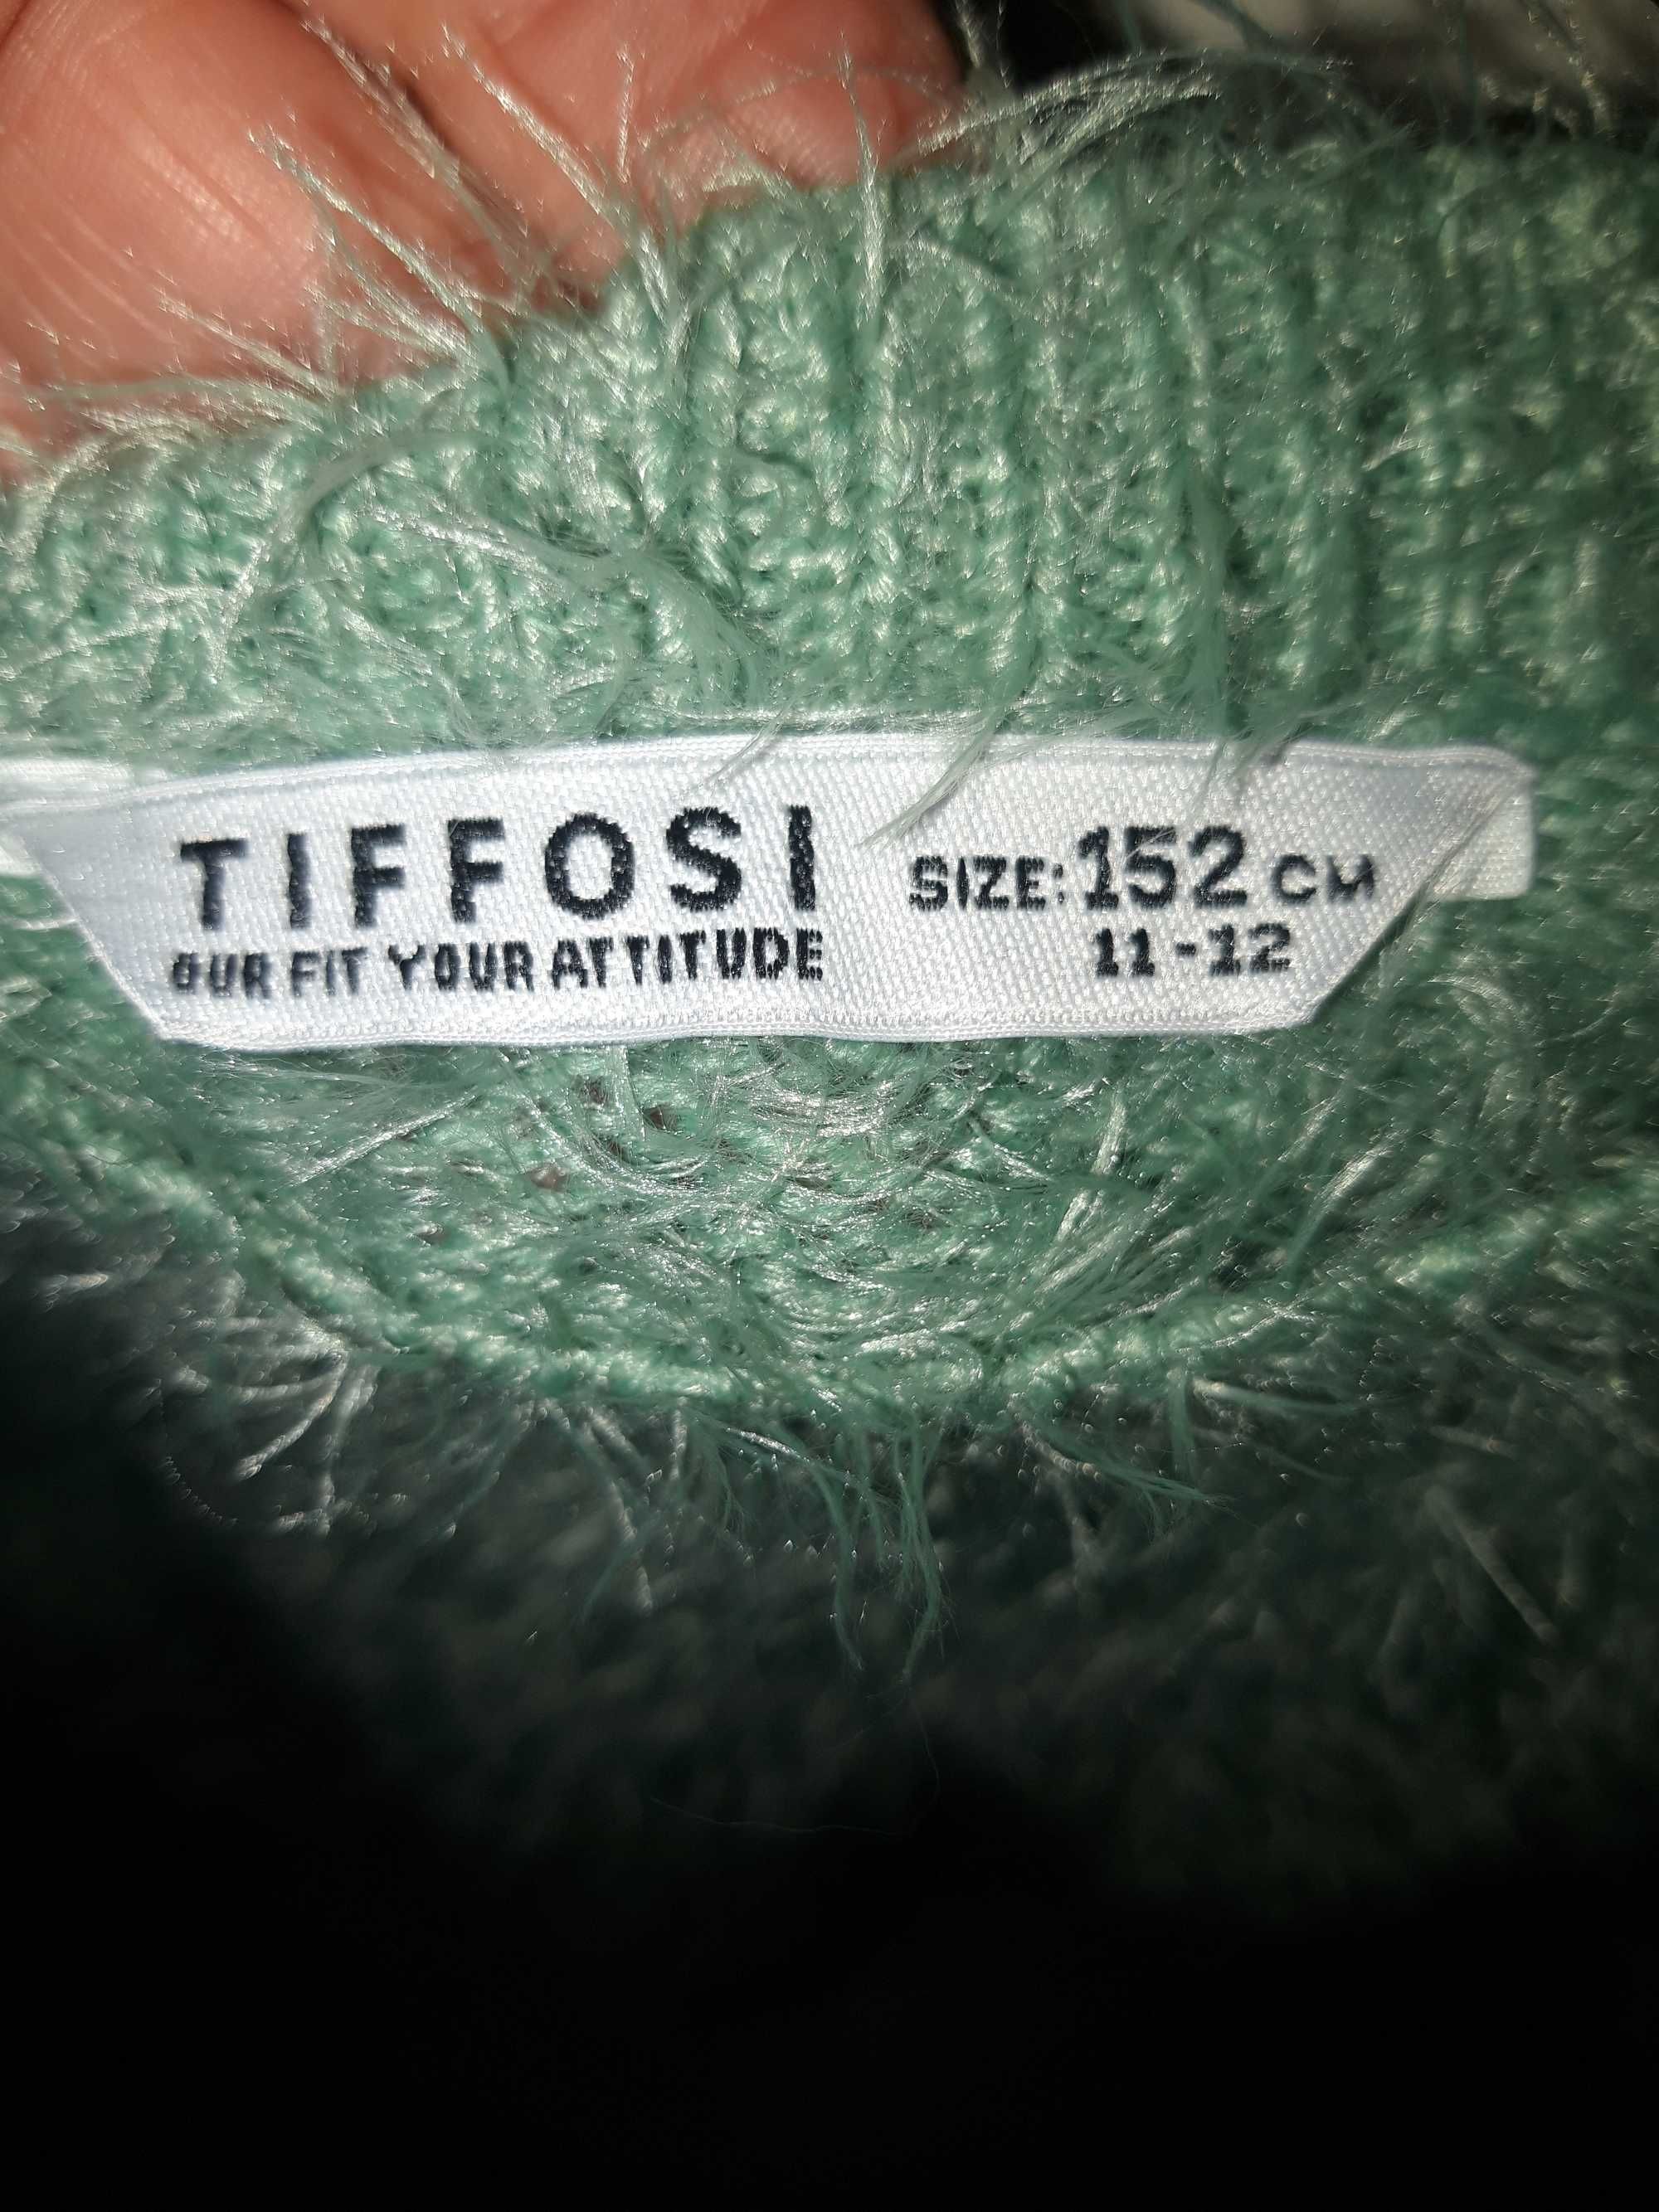 TIFFOSI
OUR FIT YOUR ATTITUDE
SIZE: 152 CM
11-12